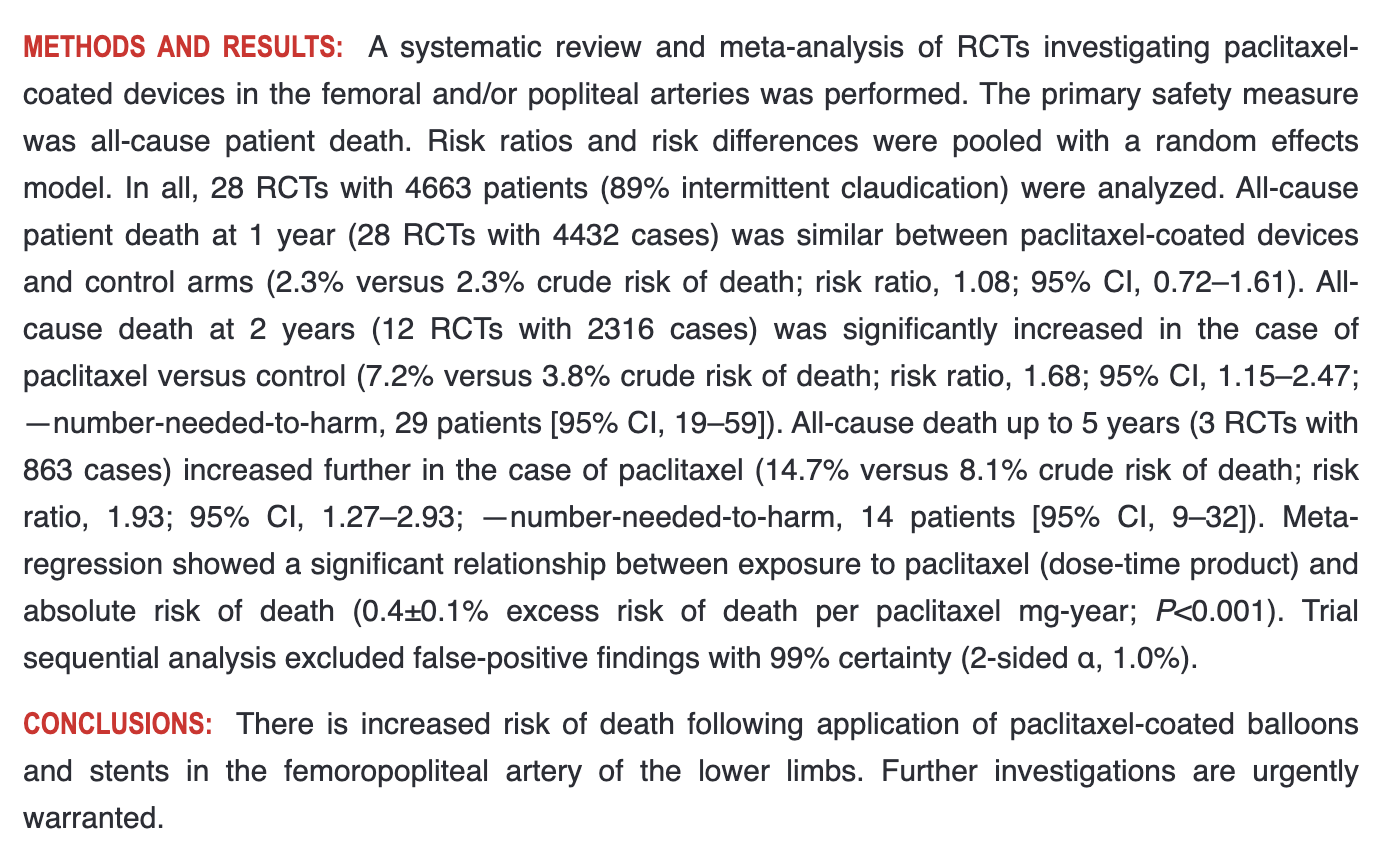 METHODS AND RESULTS: A systematic review and meta-analysis of RCTs investigating paclitaxel-
coated devices in the femoral and/or popliteal arteries was performed. The primary safety measure
was all-cause patient death. Risk ratios and risk differences were pooled with a random effects
model. In all, 28 RCTs with 4663 patients (89% intermittent claudication) were analyzed. All-cause
patient death at 1 year (28 RCTs with 4432 cases) was similar between paclitaxel-coated devices
and control arms (2.3% versus 2.3% crude risk of death; risk ratio, 1.08; 95% CI, 0.72–1.61). All-
cause death at 2 years (12 RCTs with 2316 cases) was significantly increased in the case of
paclitaxel versus control (7.2% versus 3.8% crude risk of death; risk ratio, 1.68; 95% CI, 1.15–2.47;
—number-needed-to-harm, 29 patients [95% CI, 19–59]). All-cause death up to 5 years (3 RCTs with
863 cases) increased further in the case of paclitaxel (14.7% versus 8.1% crude risk of death; risk
ratio, 1.93; 95% CI, 1.27–2.93; —number-needed-to-harm, 14 patients [95% CI, 9–32]). Meta-
regression showed a significant relationship between exposure to paclitaxel (dose-time product) and
absolute risk of death (0.4±0.1% excess risk of death per paclitaxel mg-year; P<0.001). Trial
sequential analysis excluded false-positive findings with 99% certainty (2-sided α, 1.0%).
CONCLUSIONS: There is increased risk of death following application of paclitaxel-coated balloons
and stents in the femoropopliteal artery of the lower limbs. Further investigations are urgently
warranted.